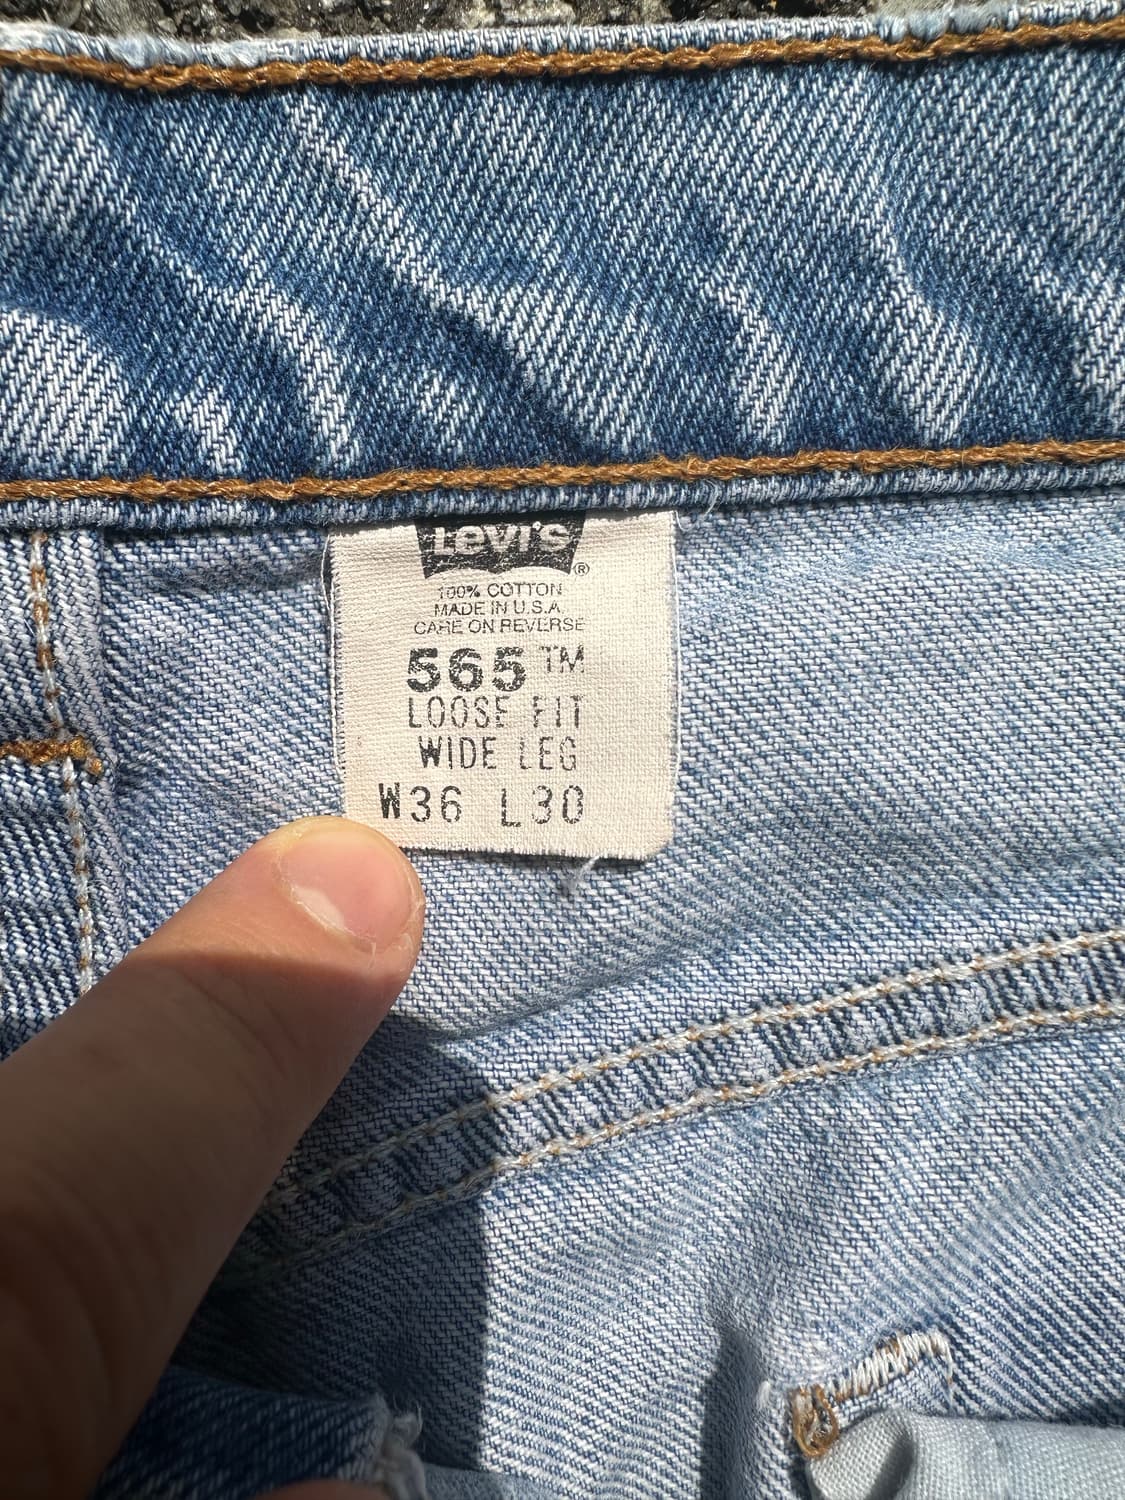 Levi's ®
100% COTTON
MADE IN U.S.A.
CARE ON REVERSE
565 TM
LOOSE FIT
WIDE LEG
W36 L30